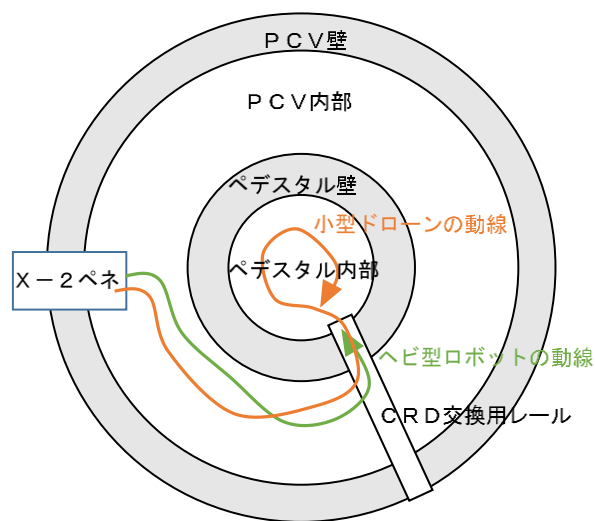 ＰＣＶ壁
ＰＣＶ内部
ペデスタル壁
小型ドローンの動線
ペデスタル内部
Ｘ－２ペネ
ヘビ型ロボットの動線
ＣＲＤ交換用レール